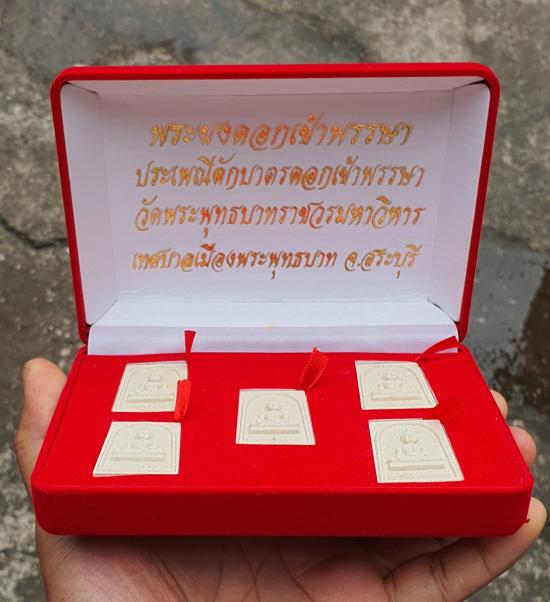 พระผงดอกเข้าพรรษา
ประเพณีตักบาตรดอกเข้าพรรษา
วัดพระพุทธบาทราชวรมหาวิหาร
เทศบาลเมืองพระพุทธบาท จ.สระบุรี